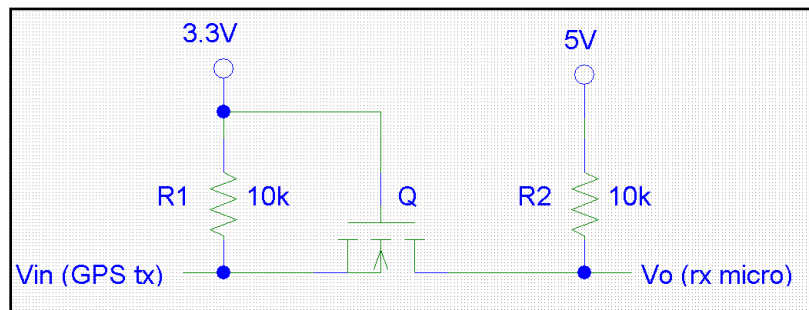 3.3V
5V
R1
10k
Q
R2
10k
Vin (GPS tx)
Vo (rx micro)